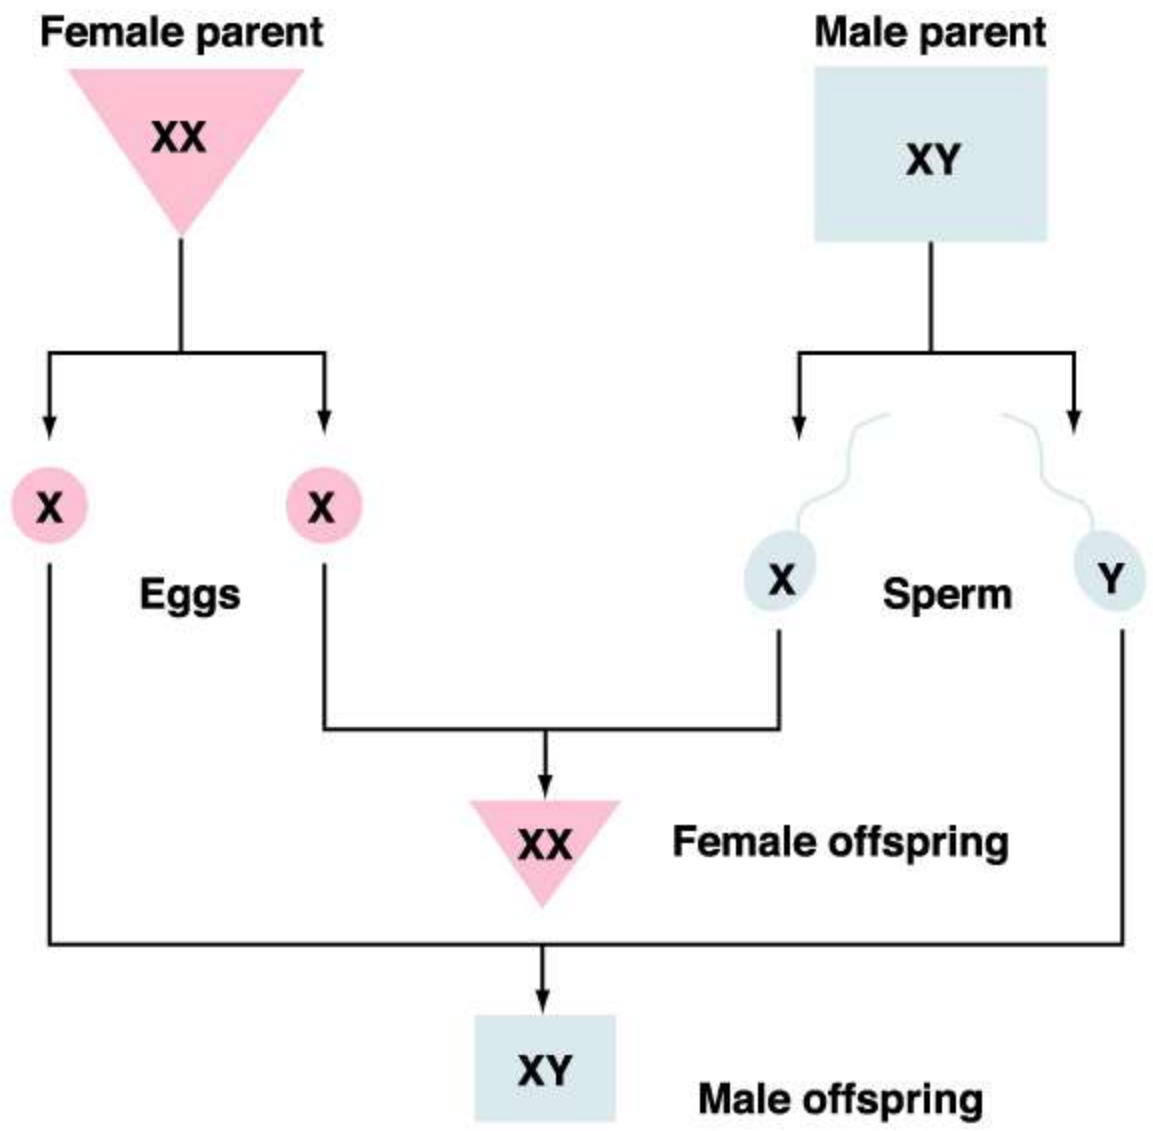 Female parent
Male parent
XX
XY
X
X
Eggs
X
Sperm
Y
XX
Female offspring
XY
Male offspring